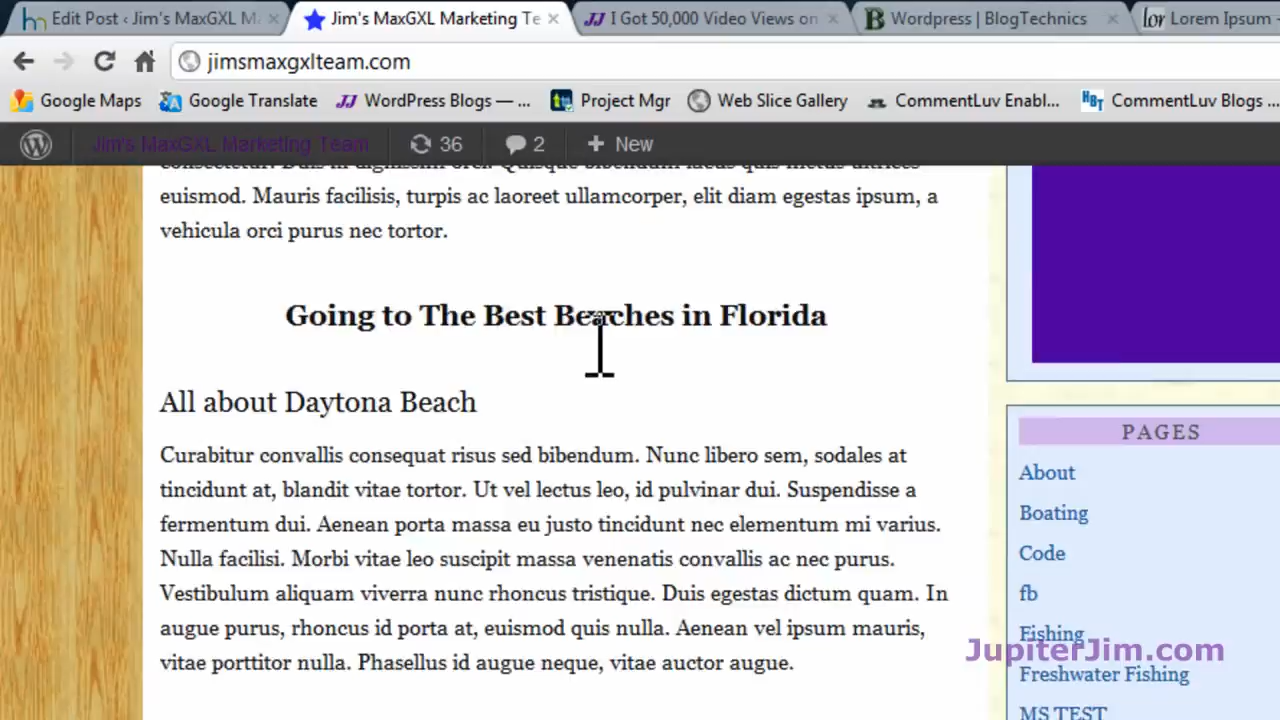 Edit Post ‹ Jim's MaxGXL M
Jim's MaxGXL Marketing Te
I Got 50,000 Video Views on
Wordpress | BlogTechnics
lor Lorem Ipsum -
jimsmaxgxlteam.com
Google Maps
Google Translate
JJ WordPress Blogs — ...
Project Mgr
Web Slice Gallery
CommentLuv Enabl...
HBT CommentLuv Blogs ...
Jim's MaxGXL Marketing Team
36
2
+ New
consectetur. Duis in dignissim orci. Quisque bibendum lacus quis metus ultrices
euismod. Mauris facilisis, turpis ac laoreet ullamcorper, elit diam egestas ipsum, a
vehicula orci purus nec tortor.
Going to The Best Beaches in Florida
All about Daytona Beach
Curabitur convallis consequat risus sed bibendum. Nunc libero sem, sodales at
tincidunt at, blandit vitae tortor. Ut vel lectus leo, id pulvinar dui. Suspendisse a
fermentum dui. Aenean porta massa eu justo tincidunt nec elementum mi varius.
Nulla facilisi. Morbi vitae leo suscipit massa venenatis convallis ac nec purus.
Vestibulum aliquam viverra nunc rhoncus tristique. Duis egestas dictum quam. In
augue purus, rhoncus id porta at, euismod quis nulla. Aenean vel ipsum mauris,
vitae porttitor nulla. Phasellus id augue neque, vitae auctor augue.
PAGES
About
Boating
Code
fb
Fishing
JupiterJim.com
Freshwater Fishing
MS TEST